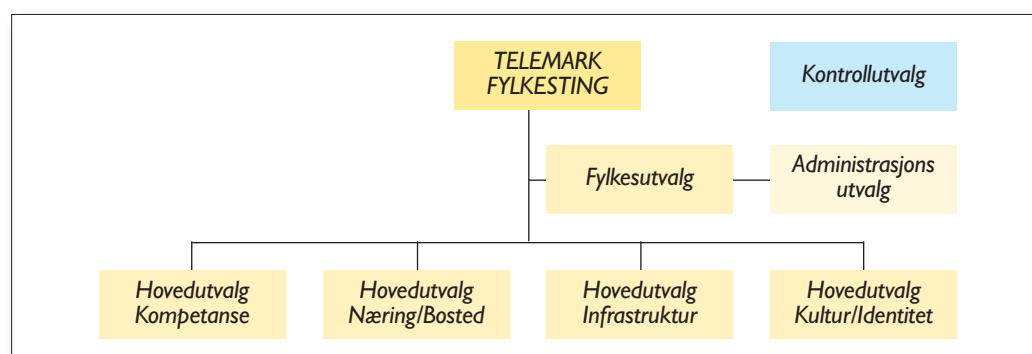 TELEMARK
FYLKESTING
Kontrollutvalg
Fylkesutvalg
Administrasjons
utvalg
Hovedutvalg
Kompetanse
Hovedutvalg
Næring/Bosted
Hovedutvalg
Infrastruktur
Hovedutvalg
Kultur/Identitet